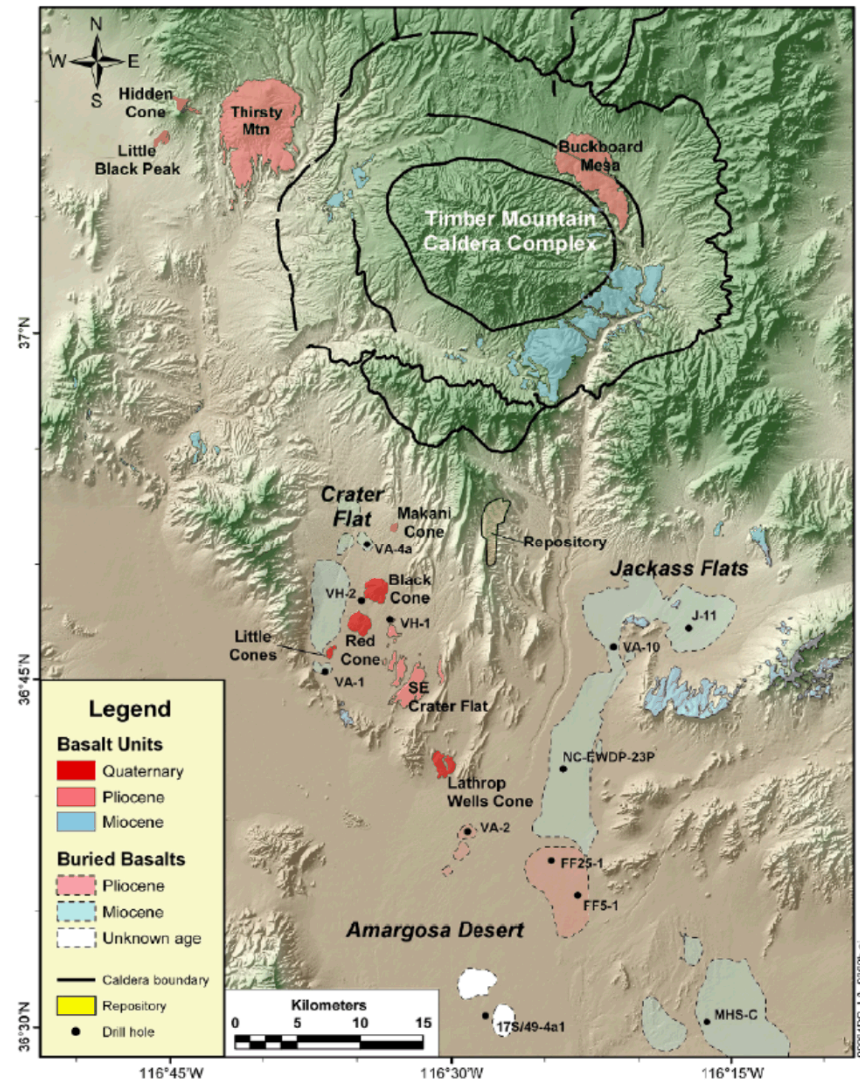 N
W E
S
Hidden
Cone
Thirsty
Mtn
Little
Black Peak
Buckboard
Mesa
Timber Mountain
Caldera Complex
37°N
Crater
Flat
Makani
Cone
VA-4a
Repository
Jackass Flats
Black
Cone
VH-2
VH-1
J-11
Little
Cones
Red
Cone
VA-10
VA-1
36°45'N
SE
Crater Flat
NC-EWDP-23P
Lathrop
Wells Cone
VA-2
FF25-1
FF5-1
Amargosa Desert
MHS-C
17S/49-4a1
36°30'N
Legend
Basalt Units
Quaternary
Pliocene
Miocene
Buried Basalts
Pliocene
Miocene
Unknown age
Caldera boundary
Repository
Drill hole
Kilometers
0 5 10 15
116°45'W
116°30'W
116°15'W